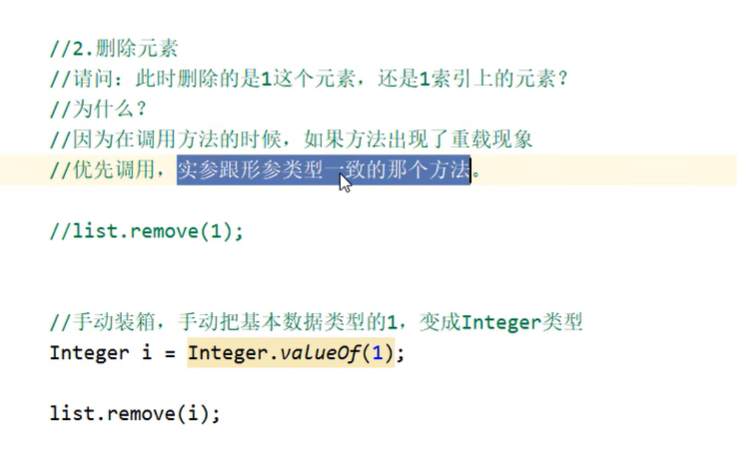 //2.删除元素
//请问：此时删除的是1这个元素，还是1索引上的元素？
//为什么？
//因为在调用方法的时候，如果方法出现了重载现象
//优先调用，实参跟形参类型一致的那个方法。
//list.remove(1);
//手动装箱，手动把基本数据类型的1，变成Integer类型
Integer i = Integer.valueOf(1);
list.remove(i);